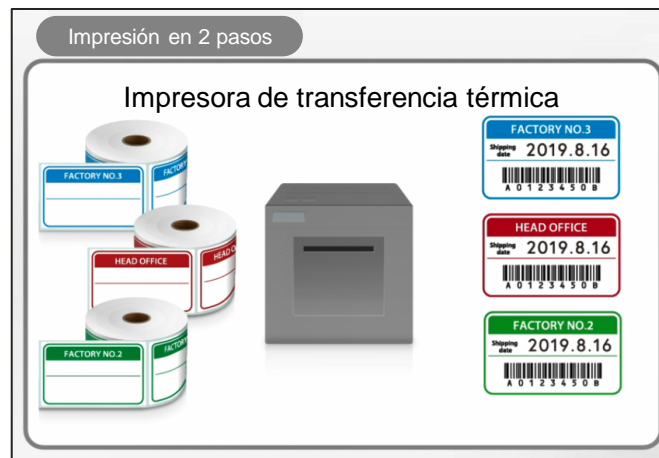 Impresión en 2 pasos
Impresora de transferencia térmica
FACTORY NO.3
FACTORY
HEAD OFFICE
HEAD O
FACTORY NO.2
FACTORY
FACTORY NO.3
Shipping date 2019.8.16
A 0 1 2 3 4 5 0 B
HEAD OFFICE
Shipping date 2019.8.16
A 0 1 2 3 4 5 0 B
FACTORY NO.2
Shipping date 2019.8.16
A 0 1 2 3 4 5 0 B